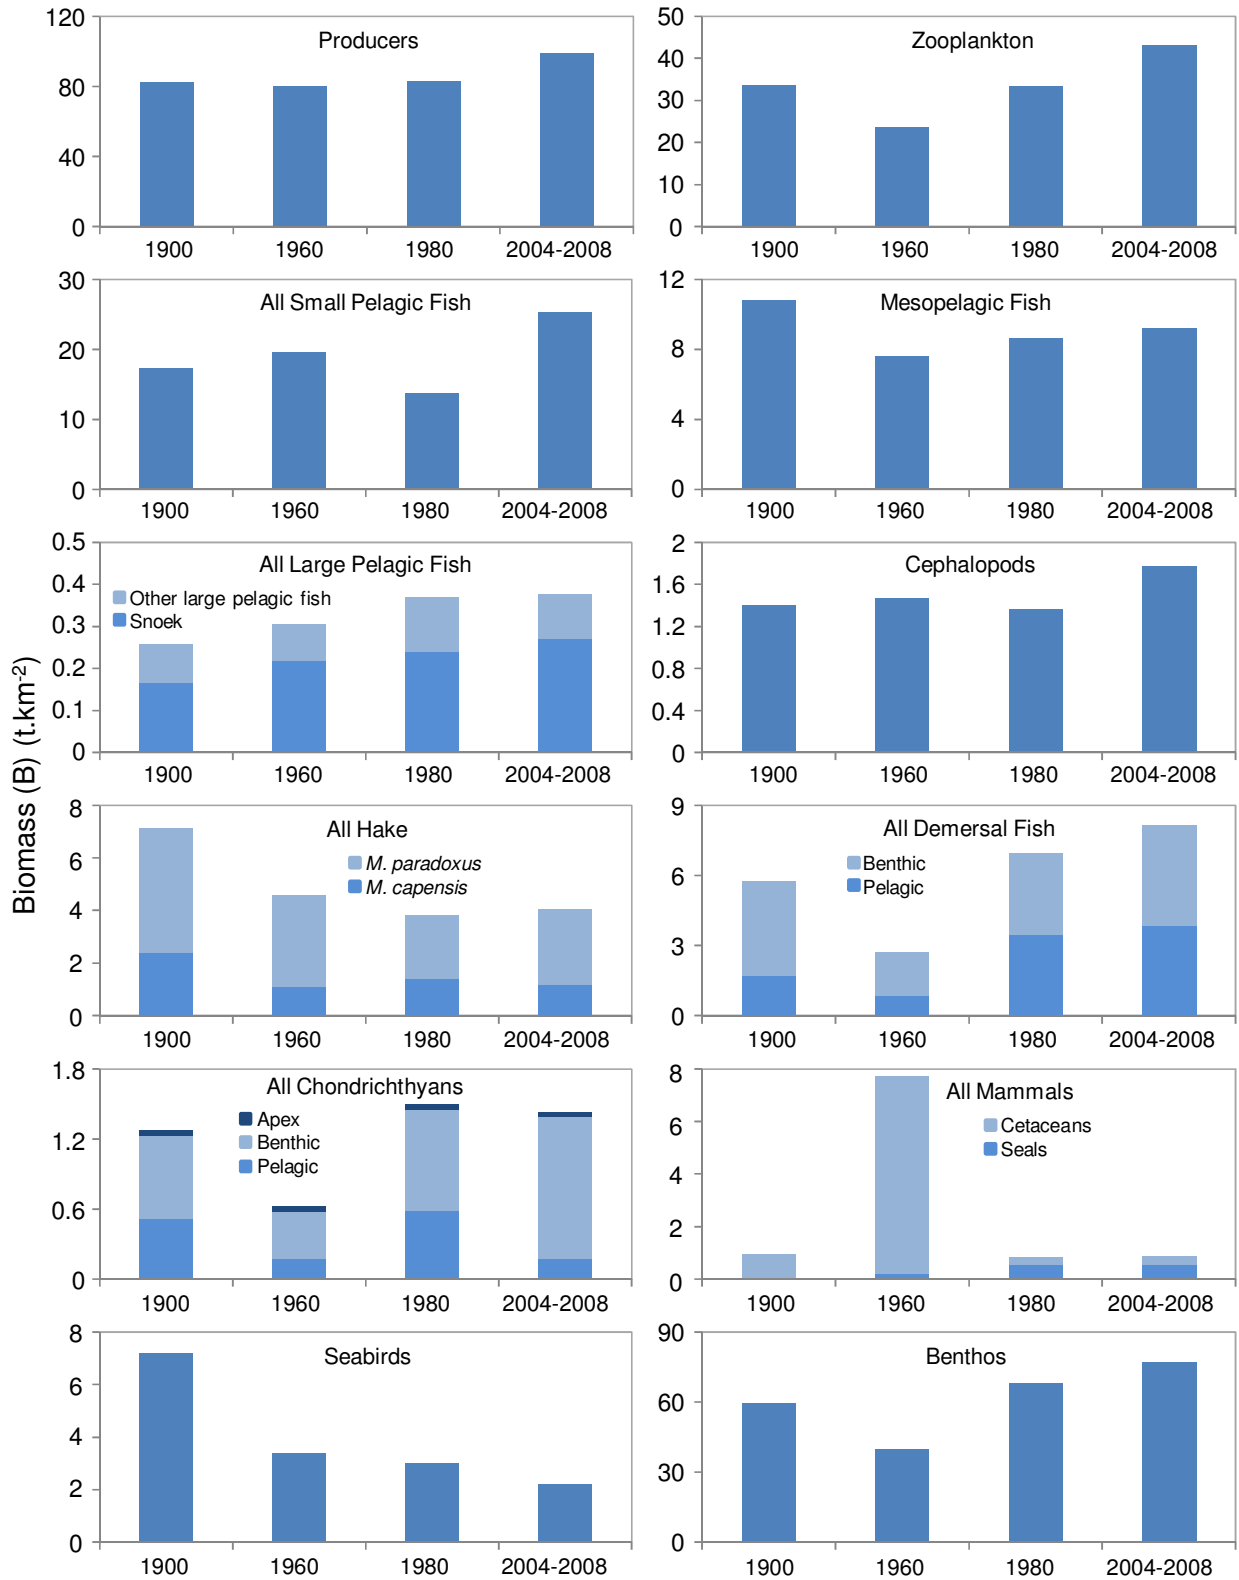 Biomass (B) (t.km-2)
Producers
120
80
40
0
1900 1960 1980 2004-2008
Zooplankton
50
40
30
20
10
0
1900 1960 1980 2004-2008
All Small Pelagic Fish
30
20
10
0
1900 1960 1980 2004-2008
Mesopelagic Fish
12
8
4
0
1900 1960 1980 2004-2008
All Large Pelagic Fish
Other large pelagic fish
Snoek
0.5
0.4
0.3
0.2
0.1
0
1900 1960 1980 2004-2008
Cephalopods
2
1.6
1.2
0.8
0.4
0
1900 1960 1980 2004-2008
All Hake
M. paradoxus
M. capensis
8
6
4
2
0
1900 1960 1980 2004-2008
All Demersal Fish
Benthic
Pelagic
9
6
3
0
1900 1960 1980 2004-2008
All Chondrichthyans
Apex
Benthic
Pelagic
1.8
1.2
0.6
0
1900 1960 1980 2004-2008
All Mammals
Cetaceans
Seals
8
6
4
2
0
1900 1960 1980 2004-2008
Seabirds
8
6
4
2
0
1900 1960 1980 2004-2008
Benthos
90
60
30
0
1900 1960 1980 2004-2008